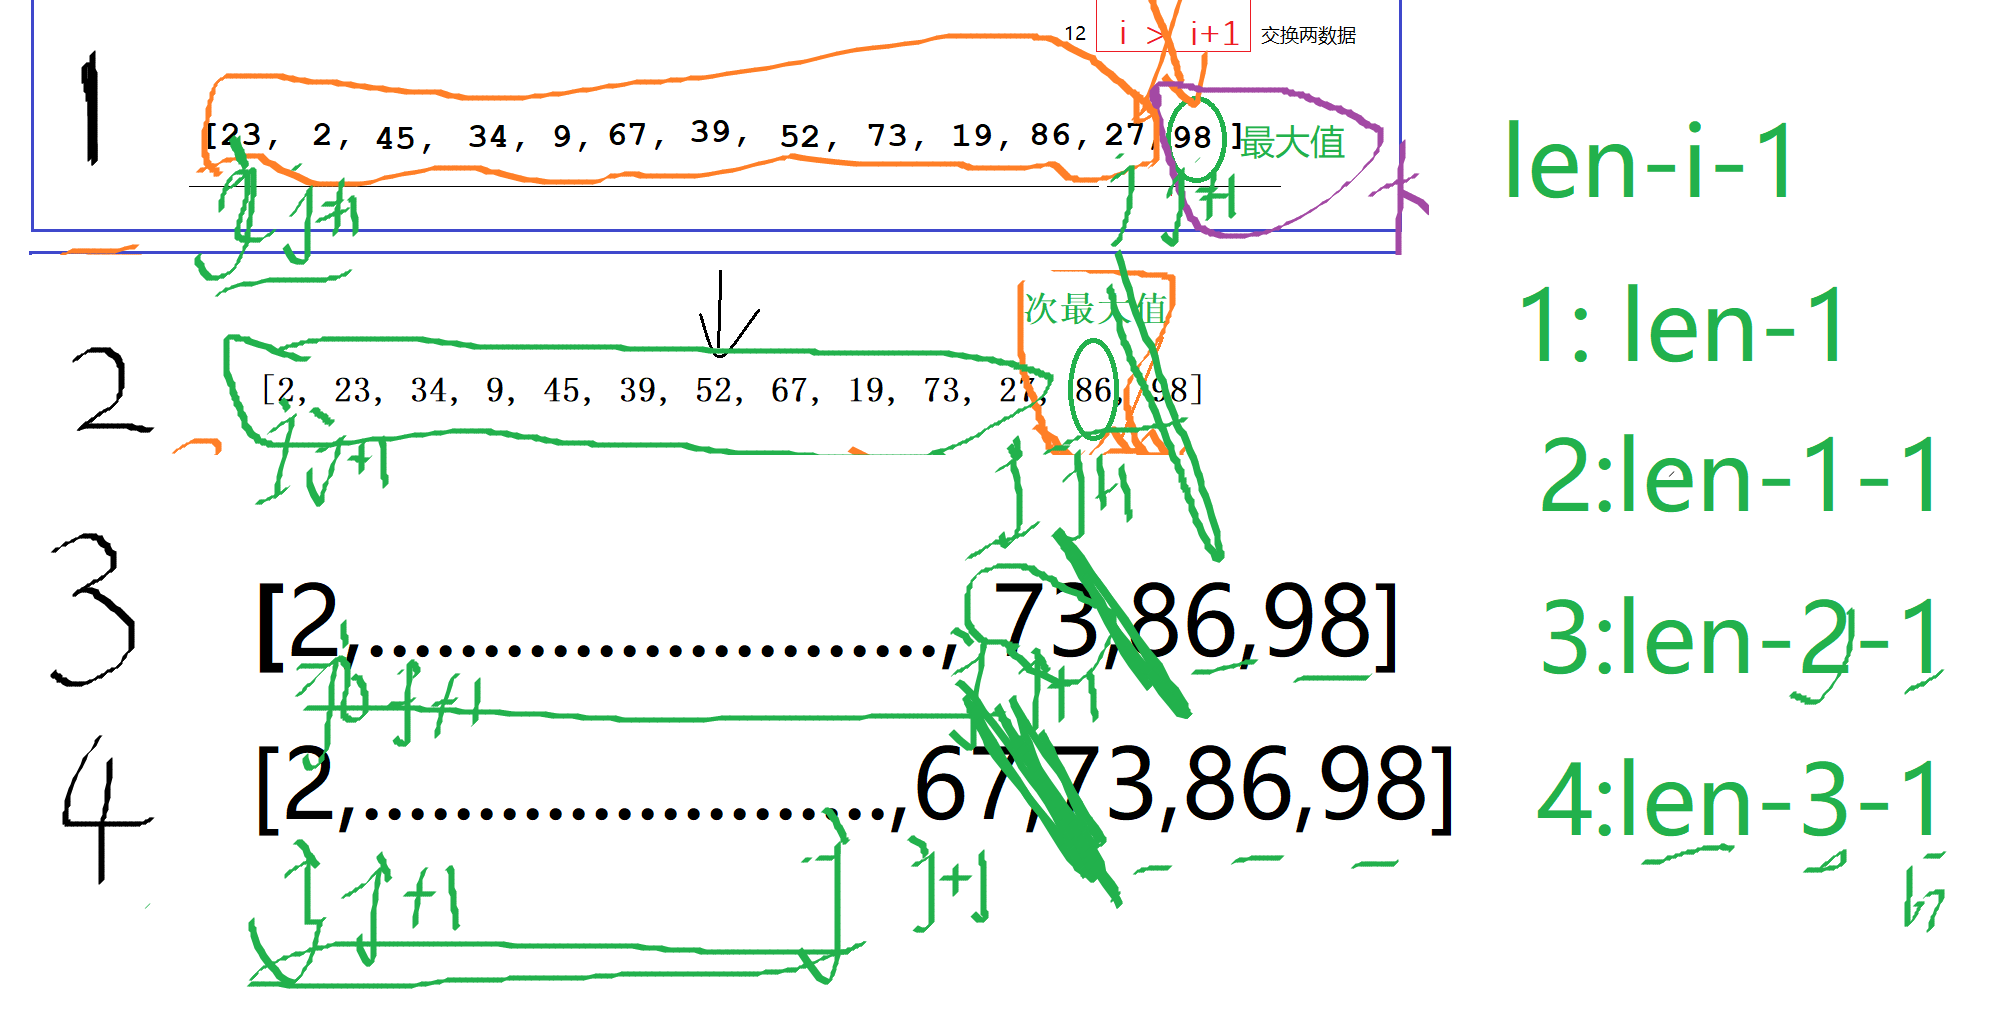 12 i > i+1 交换两数据
1
[23, 2, 45, 34, 9, 67, 39, 52, 73, 19, 86, 27, 98 ] 最大值
len-i-1
j j+1 j j+1
次最大值
1: len-1
2
[2, 23, 34, 9, 45, 39, 52, 67, 19, 73, 27, 86, 98]
j j+1 j j+1
2:len-1-1
3
[2,........................, 73,86,98]
3:len-2-1
j j+1 j j+1
4
[2,......................,67,73,86,98]
4:len-3-1
j j+1 j j+1